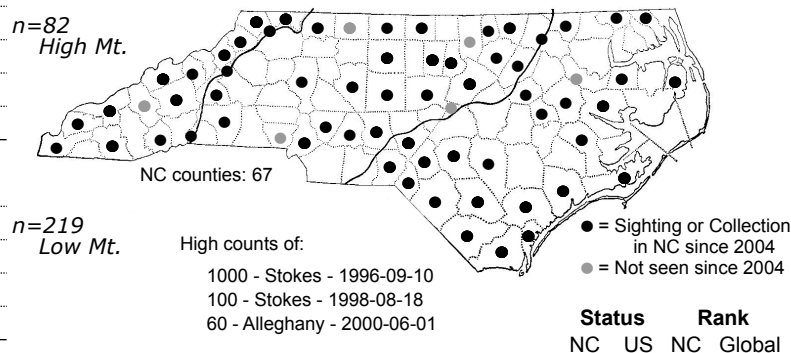 n=82
High Mt.
NC counties: 67
n=219
Low Mt.
High counts of:
1000 - Stokes - 1996-09-10
100 - Stokes - 1998-08-18
60 - Alleghany - 2000-06-01
= Sighting or Collection
in NC since 2004
= Not seen since 2004
Status Rank
NC US NC Global